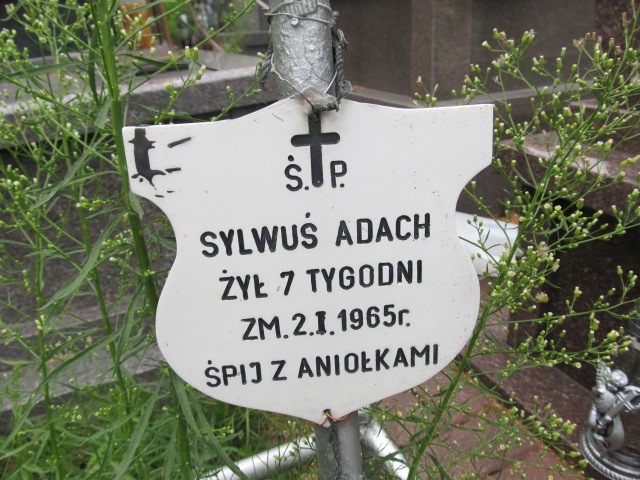 Ś. P.
SYLWUŚ ADACH
ŻYŁ 7 TYGODNI
ZM. 2.I.1965r.
ŚPIJ Z ANIOŁKAMI